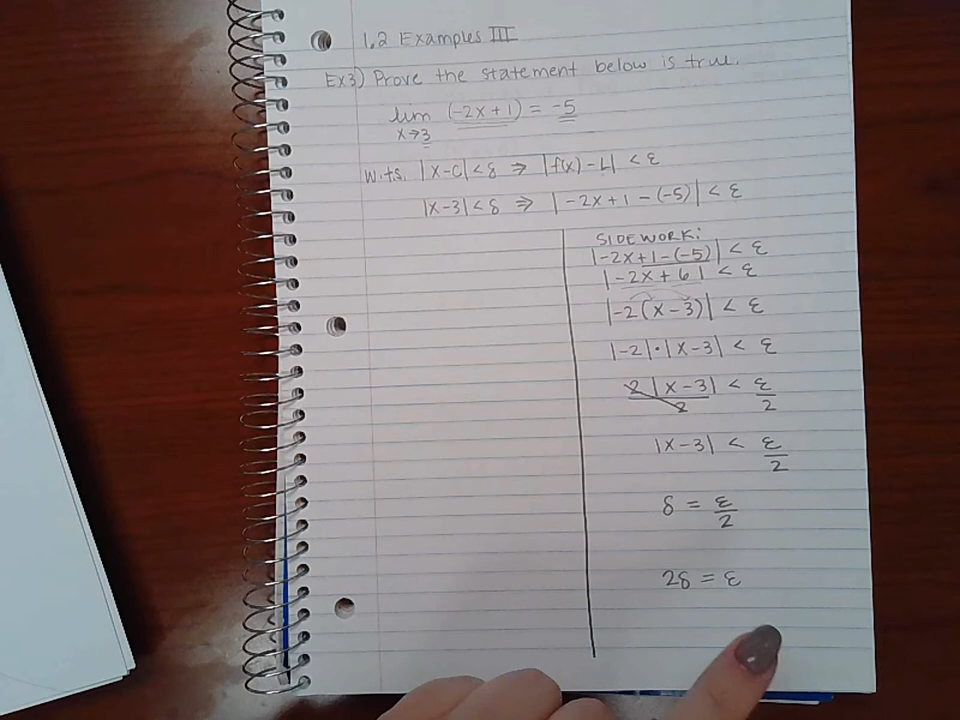 1.2 Examples III
Ex3) Prove the statement below is true.
lim (-2x+1) = -5
x→3
W.t.s. |x-c|<δ ⇒ |f(x)-L| < ε
|x-3|<δ ⇒ |-2x+1-(-5)| < ε
SIDEWORK:
|-2x+1-(-5)| < ε
|-2x+6| < ε
|-2(x-3)| < ε
|-2|·|x-3| < ε
2|x-3| < ε
2 2
|x-3| < ε
2
δ = ε
2
2δ = ε